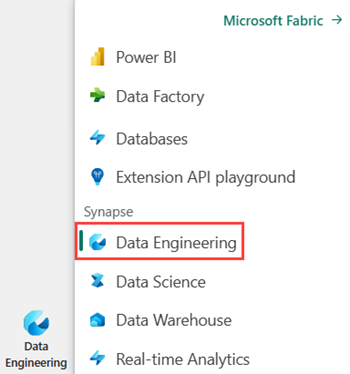 Microsoft Fabric →
Power BI
Data Factory
Databases
Extension API playground
Synapse
Data Engineering
Data Science
Data Warehouse
Real-time Analytics
Data
Engineering